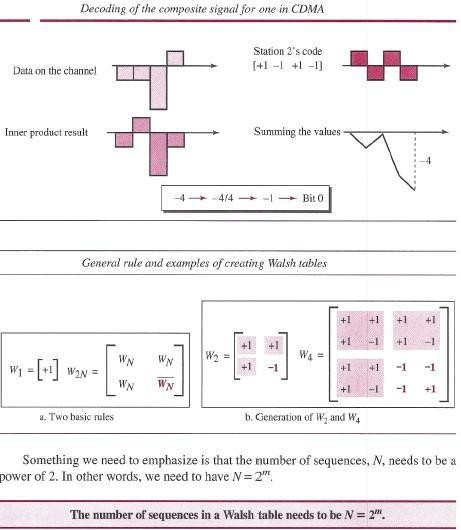 Decoding of the composite signal for one in CDMA
Data on the channel
Station 2's code
[+1 -1 +1 -1]
Inner product result
Summing the values
-4
-4 → -4/4 → -1 → Bit 0
General rule and examples of creating Walsh tables
W1 = [+1] W2N = [WN WN
WN W̅N̅]
W2 = [+1 +1
+1 -1]
W4 = [+1 +1 +1 +1
+1 -1 +1 -1
+1 +1 -1 -1
+1 -1 -1 +1]
a. Two basic rules
b. Generation of W2 and W4
Something we need to emphasize is that the number of sequences, N, needs to be a
power of 2. In other words, we need to have N = 2^m.
The number of sequences in a Walsh table needs to be N = 2^m.